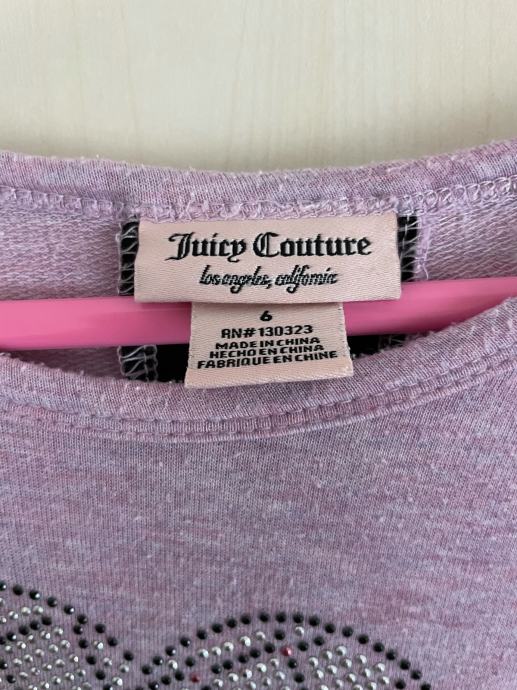 Juicy Couture
los angeles, california
6
RN#130323
MADE IN CHINA
HECHO EN CHINA
FABRIQUE EN CHINE